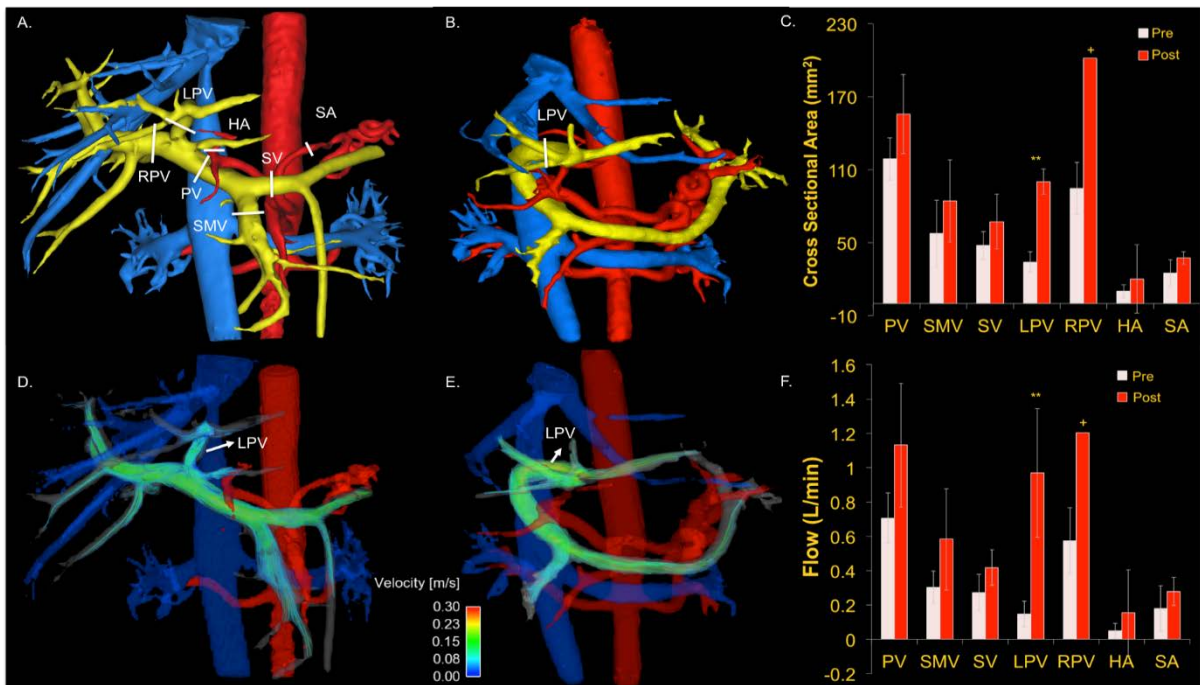 A.
LPV
HA
SA
SV
RPV
PV
SMV
B.
LPV
C.
Cross Sectional Area (mm²)
230
170
110
50
-10
Pre
Post
**
+
PV SMV SV LPV RPV HA SA
D.
LPV
Velocity [m/s]
0.30
0.23
0.15
0.08
0.00
E.
LPV
F.
Flow (L/min)
1.6
1.4
1.2
1
0.8
0.6
0.4
0.2
0
-0.2
Pre
Post
**
+
PV SMV SV LPV RPV HA SA